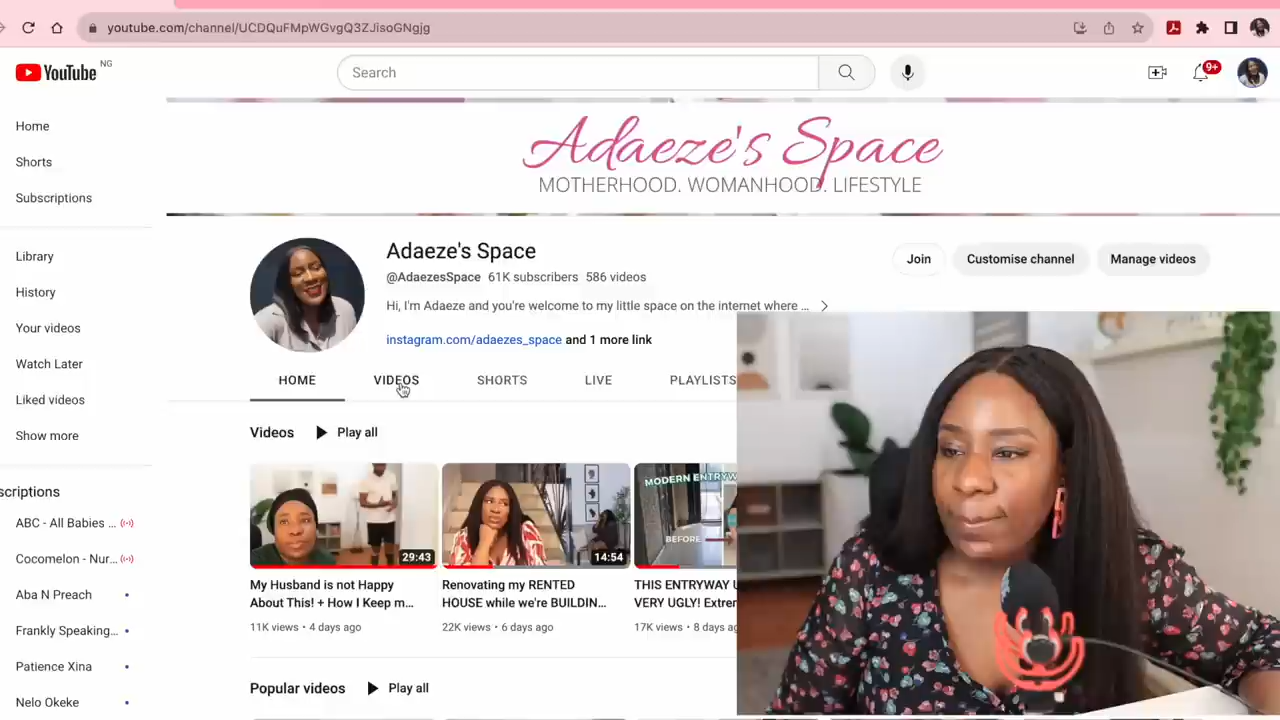 youtube.com/channel/UCDQuFMpWGvgQ3ZJisoGNgjg
YouTube NG
Search
9+
Home
Shorts
Subscriptions
Library
History
Your videos
Watch Later
Liked videos
Show more
scriptions
ABC - All Babies ...
Cocomelon - Nur...
Aba N Preach
Frankly Speaking...
Patience Xina
Nelo Okeke
Adaeze's Space
MOTHERHOOD. WOMANHOOD. LIFESTYLE
Adaeze's Space
@AdaezesSpace 61K subscribers 586 videos
Hi, I'm Adaeze and you're welcome to my little space on the internet where ...
instagram.com/adaezes_space and 1 more link
Join
Customise channel
Manage videos
HOME
VIDEOS
SHORTS
LIVE
PLAYLISTS
Videos
Play all
29:43
My Husband is not Happy
About This! + How I Keep m...
11K views • 4 days ago
14:54
Renovating my RENTED
HOUSE while we're BUILDIN...
22K views • 6 days ago
MODERN ENTRYW
BEFORE
THIS ENTRYWAY
VERY UGLY! Extre
17K views • 8 days ag
Popular videos
Play all